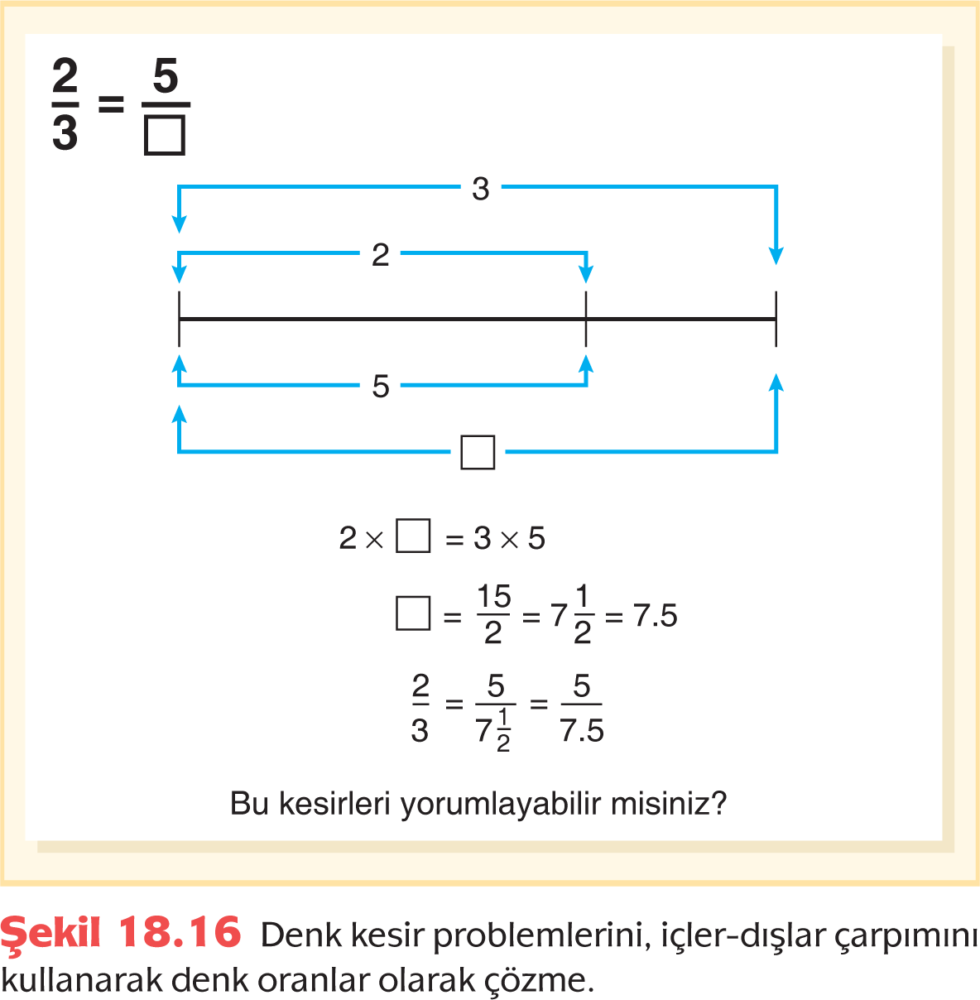 2/3 = 5/□
3
2
5
□
2 × □ = 3 × 5
□ = 15/2 = 7 1/2 = 7.5
2/3 = 5/(7 1/2) = 5/7.5
Bu kesirleri yorumlayabilir misiniz?
Şekil 18.16 Denk kesir problemlerini, içler-dışlar çarpımını
kullanarak denk oranlar olarak çözme.